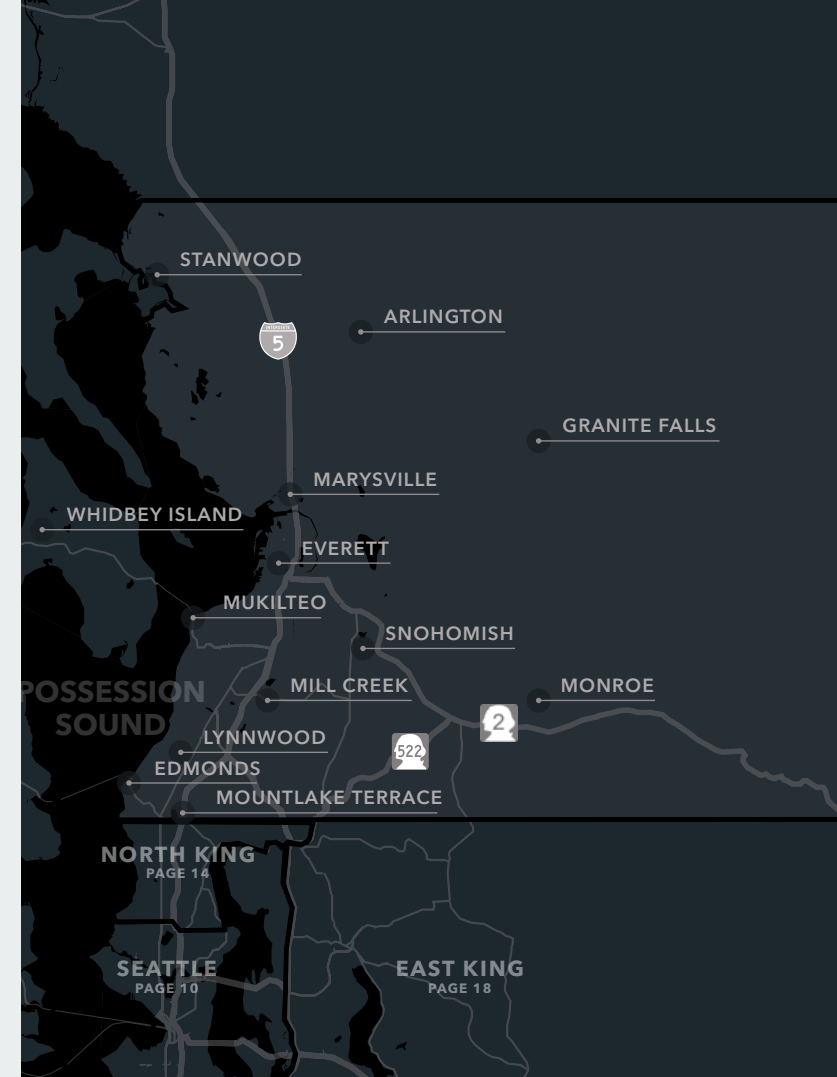 STANWOOD
ARLINGTON
INTERSTATE
5
GRANITE FALLS
MARYSVILLE
WHIDBEY ISLAND
EVERETT
MUKILTEO
SNOHOMISH
MILL CREEK
MONROE
POSSESSION
SOUND
2
LYNNWOOD
522
EDMONDS
MOUNTLAKE TERRACE
NORTH KING
PAGE 14
SEATTLE
PAGE 10
EAST KING
PAGE 18